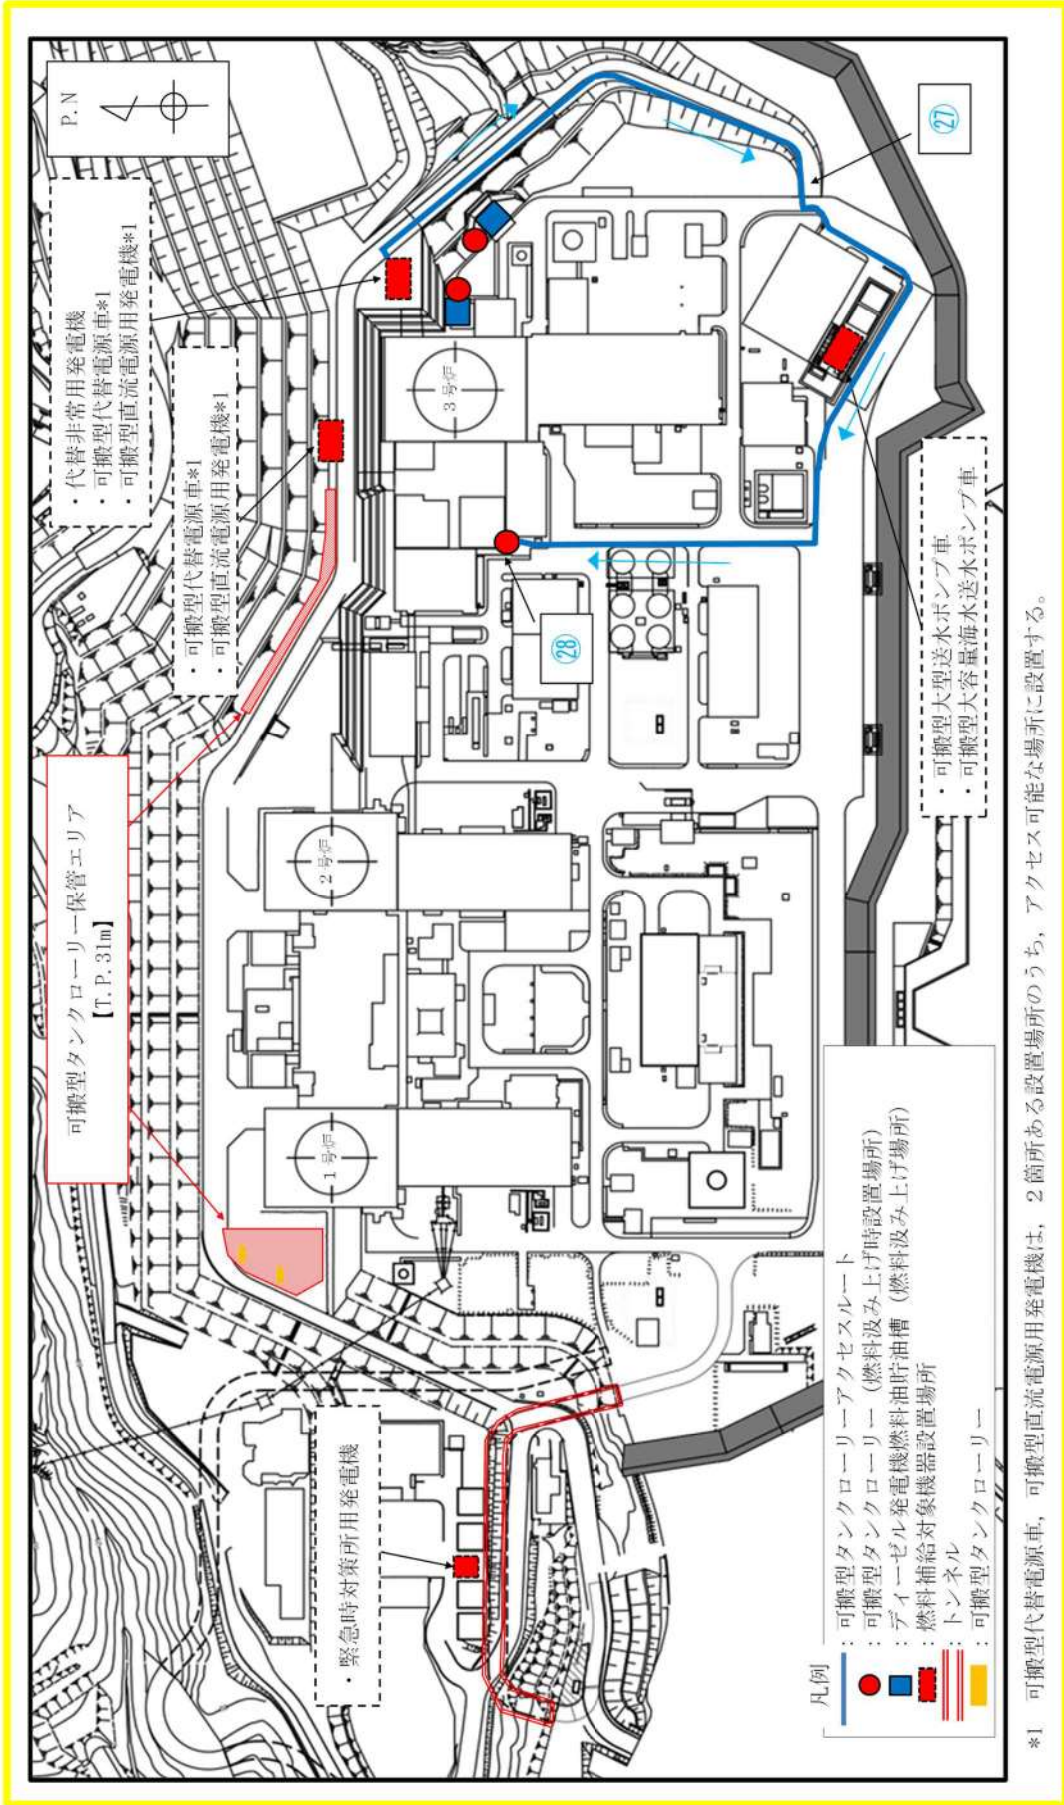 P.N
・代替非常用発電機
・可搬型代替電源車*1
・可搬型直流電源用発電機*1
・可搬型代替電源車*1
・可搬型直流電源用発電機*1
可搬型タンクローリー保管エリア
【T.P.31m】
・緊急時対策所用発電機
1号炉
2号炉
3号炉
㉗
㉘
・可搬型大型送水ポンプ車
・可搬型大容量海水送水ポンプ車
凡例
：可搬型タンクローリーアクセスルート
：可搬型タンクローリー（燃料汲み上げ時設置場所）
：ディーゼル発電機燃料油貯油槽（燃料汲み上げ場所）
：燃料補給対象機器設置場所
：トンネル
：可搬型タンクローリー
*1　可搬型代替電源車，可搬型直流電源用発電機は，2箇所ある設置場所のうち，アクセス可能な場所に設置する。